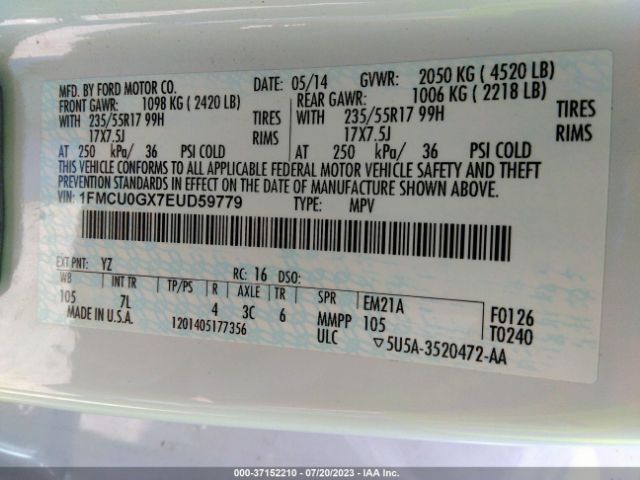 MFD. BY FORD MOTOR CO. DATE: 05/14 GVWR: 2050 KG ( 4520 LB)
FRONT GAWR: 1098 KG ( 2420 LB) REAR GAWR: 1006 KG ( 2218 LB)
WITH 235/55R17 99H TIRES WITH 235/55R17 99H TIRES
17X7.5J RIMS 17X7.5J RIMS
AT 250 kPa/ 36 PSI COLD AT 250 kPa/ 36 PSI COLD
THIS VEHICLE CONFORMS TO ALL APPLICABLE FEDERAL MOTOR VEHICLE SAFETY AND THEFT
PREVENTION STANDARDS IN EFFECT ON THE DATE OF MANUFACTURE SHOWN ABOVE.
VIN: 1FMCU0GX7EUD59779 TYPE: MPV
EXT PNT: YZ RC: 16 DSO:
WB INT TR TP/PS R AXLE TR SPR EM21A F0126
105 7L 4 3C 6 MMPP 105 T0240
MADE IN U.S.A. 1201405177356 ULC ▽5U5A-3520472-AA
000-37152210 - 07/20/2023 - IAAI.COM